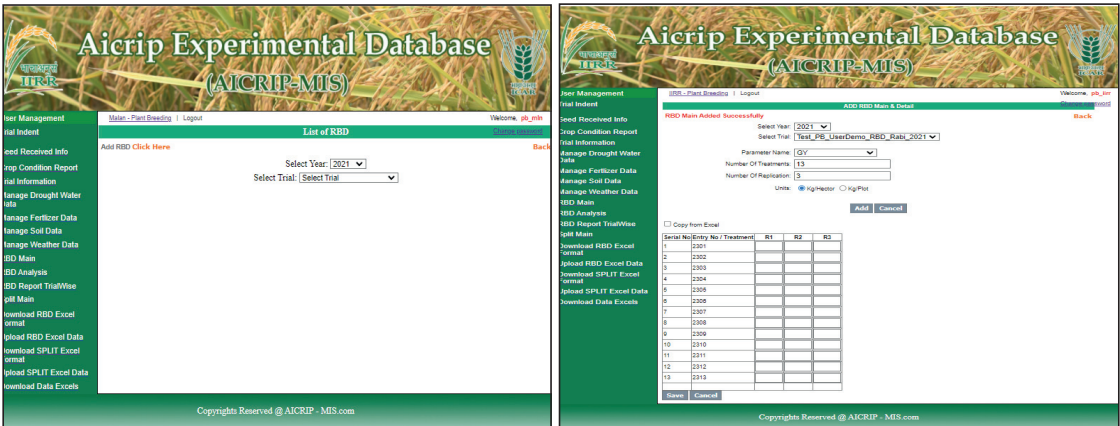 Aicrip Experimental Database
(AICRIP-MIS)
IIRR
User Management
Trial Indent
Seed Received Info
Crop Condition Report
Trial Information
Manage Drought Water
Data
Manage Fertlizer Data
Manage Soil Data
Manage Weather Data
RBD Main
RBD Analysis
RBD Report TrialWise
Split Main
Download RBD Excel
Format
Upload RBD Excel Data
Download SPLIT Excel
Format
Upload SPLIT Excel Data
Download Data Excels
Malan - Plant Breeding | Logout
Welcome, pb_mln
List of RBD
Change password
Add RBD Click Here
Back
Select Year: 2021
Select Trial: Select Trial
Copyrights Reserved @ AICRIP - MIS.com
Aicrip Experimental Database
(AICRIP-MIS)
IIRR
User Management
Trial Indent
Seed Received Info
Crop Condition Report
Trial Information
Manage Drought Water
Data
Manage Fertlizer Data
Manage Soil Data
Manage Weather Data
RBD Main
RBD Analysis
RBD Report TrialWise
Split Main
Download RBD Excel
Format
Upload RBD Excel Data
Download SPLIT Excel
Format
Upload SPLIT Excel Data
Download Data Excels
IIRR - Plant Breeding | Logout
Welcome, pb_iirr
ADD RBD Main & Detail
Change password
RBD Main Added Successfully
Back
Select Year: 2021
Select Trial: Test_PB_UserDemo_RBD_Rabi_2021
Parameter Name: GY
Number Of Treatments: 13
Number Of Replication: 3
Units: Kg/Hector Kg/Plot
Add Cancel
Copy from Excel
Serial No Entry No / Treatment R1 R2 R3
1 2301
2 2302
3 2303
4 2304
5 2305
6 2306
7 2307
8 2308
9 2309
10 2310
11 2311
12 2312
13 2313
Save Cancel
Copyrights Reserved @ AICRIP - MIS.com